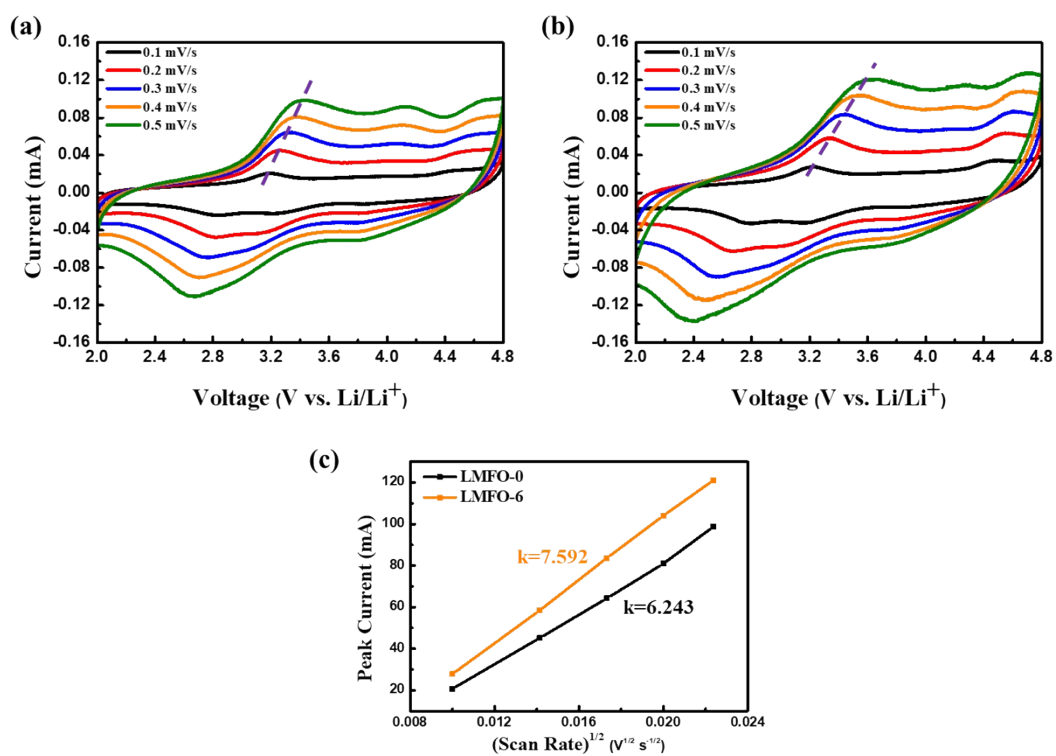 (a)
0.16
0.12
0.08
0.04
0.00
-0.04
-0.08
-0.12
-0.16
Current (mA)
0.1 mV/s
0.2 mV/s
0.3 mV/s
0.4 mV/s
0.5 mV/s
2.0 2.4 2.8 3.2 3.6 4.0 4.4 4.8
Voltage (V vs. Li/Li⁺)
(b)
0.16
0.12
0.08
0.04
0.00
-0.04
-0.08
-0.12
-0.16
Current (mA)
0.1 mV/s
0.2 mV/s
0.3 mV/s
0.4 mV/s
0.5 mV/s
2.0 2.4 2.8 3.2 3.6 4.0 4.4 4.8
Voltage (V vs. Li/Li⁺)
(c)
120
100
80
60
40
20
Peak Current (mA)
LMFO-0
LMFO-6
k=7.592
k=6.243
0.008 0.012 0.016 0.020 0.024
(Scan Rate)¹ᐟ² (V¹ᐟ² s⁻¹ᐟ²)